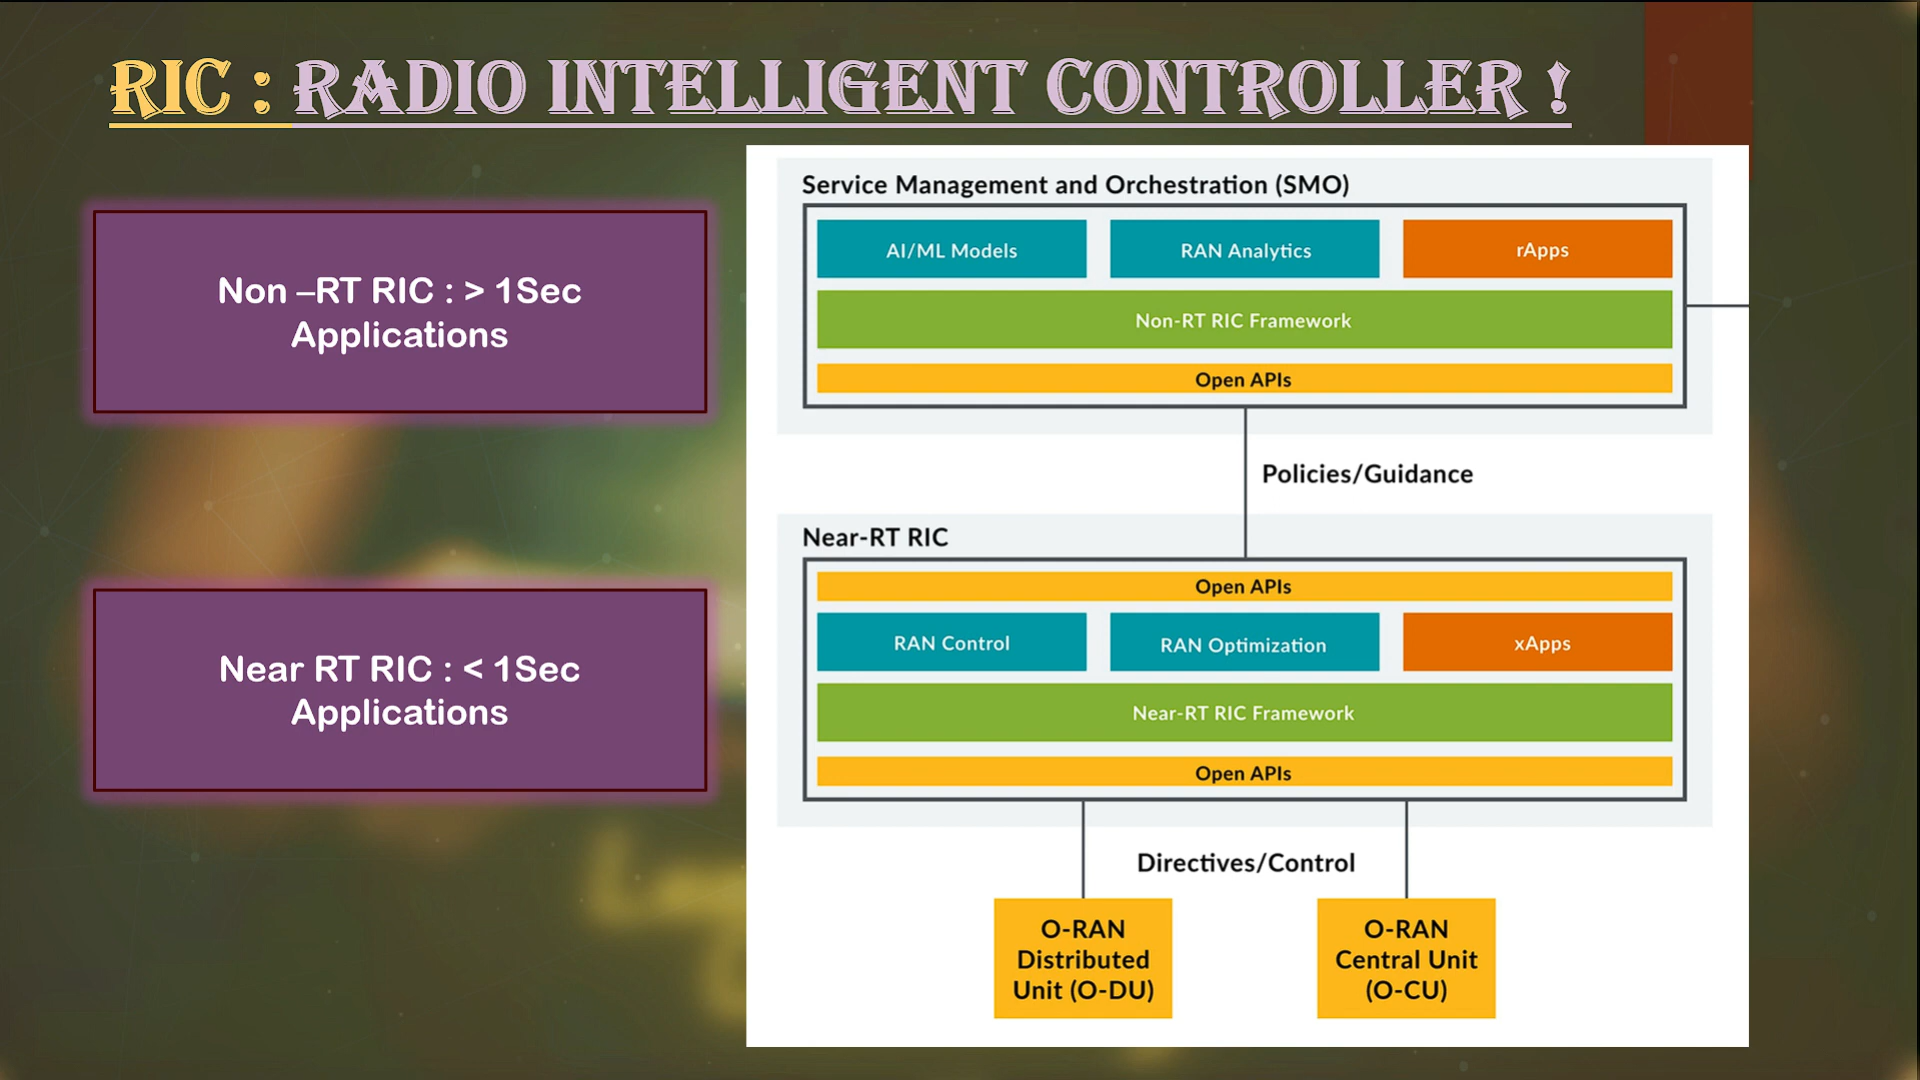 RIC : RADIO INTELLIGENT CONTROLLER !
Non –RT RIC : > 1Sec
Applications
Near RT RIC : < 1Sec
Applications
Service Management and Orchestration (SMO)
AI/ML Models
RAN Analytics
rApps
Non-RT RIC Framework
Open APIs
Policies/Guidance
Near-RT RIC
Open APIs
RAN Control
RAN Optimization
xApps
Near-RT RIC Framework
Open APIs
Directives/Control
O-RAN
Distributed
Unit (O-DU)
O-RAN
Central Unit
(O-CU)